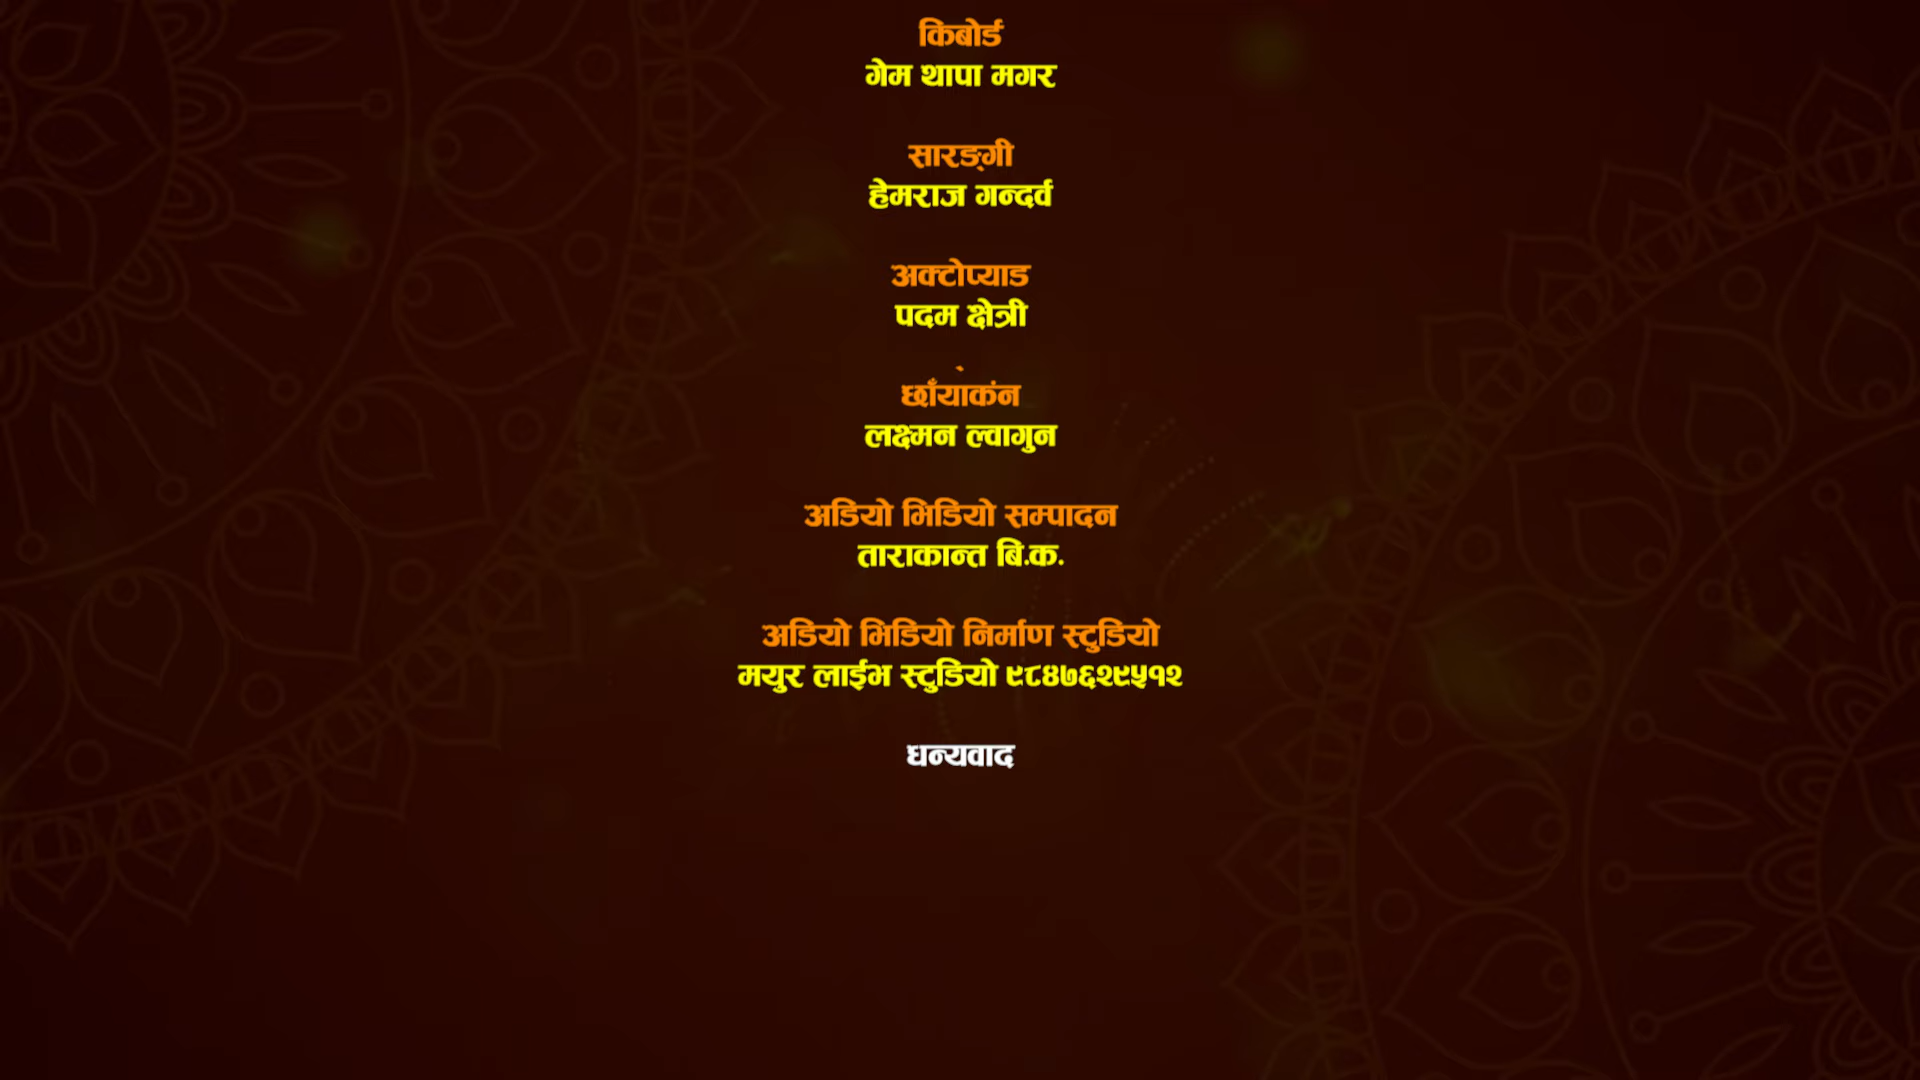 किबोर्ड
गेम थापा मगर
सारङ्गी
हेमराज गन्दर्व
अक्टोप्याड
पदम क्षेत्री
छाँयाकंन
लक्ष्मन ल्वागुन
अडियो भिडियो सम्पादन
ताराकान्त बि.क.
अडियो भिडियो निर्माण स्टुडियो
मयुर लाईभ स्टुडियो ९८४७६२९५१२
धन्यवाद